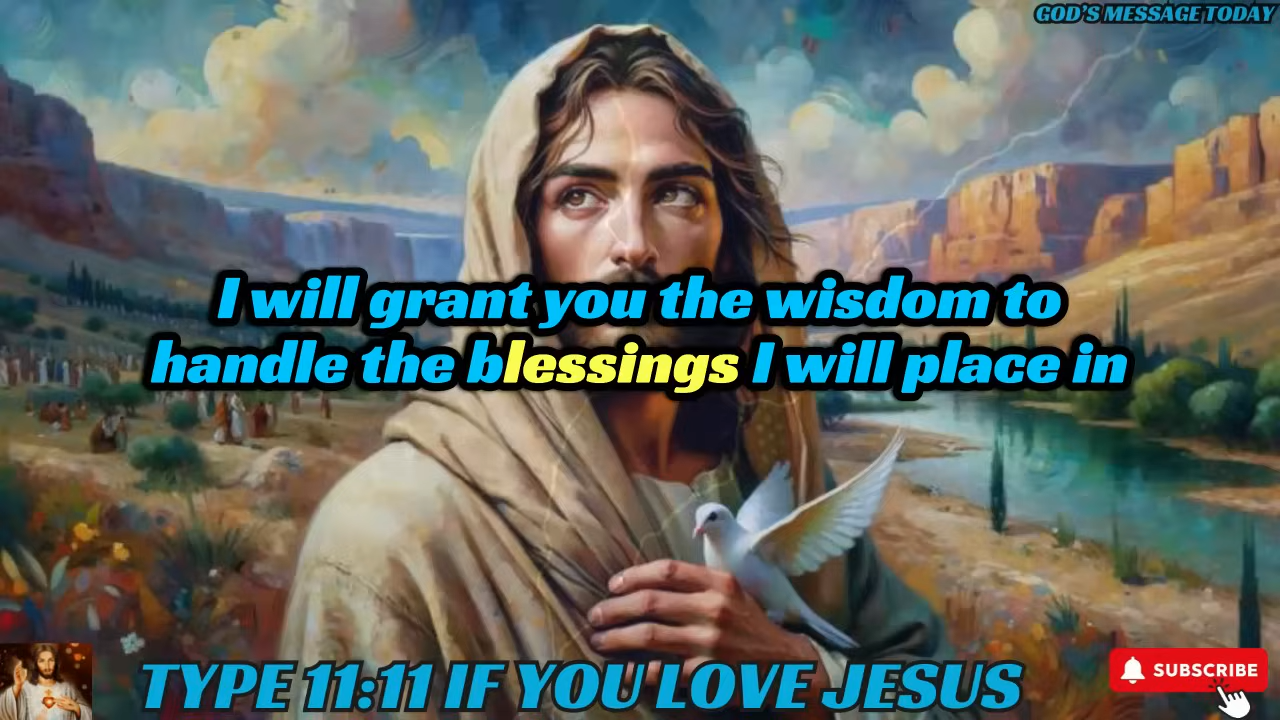 GOD'S MESSAGE TODAY
I will grant you the wisdom to
handle the blessings I will place in
TYPE 11:11 IF YOU LOVE JESUS
SUBSCRIBE